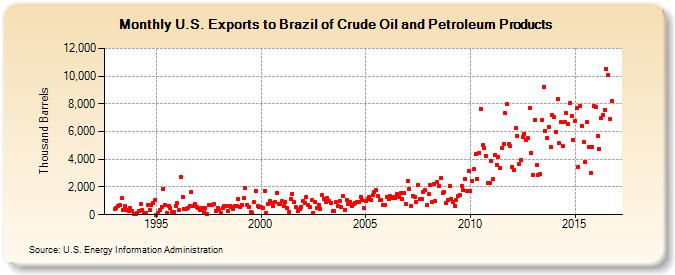 Monthly U.S. Exports to Brazil of Crude Oil and Petroleum Products
Thousand Barrels
12,000
10,000
8,000
6,000
4,000
2,000
0
1995 2000 2005 2010 2015
Source: U.S. Energy Information Administration